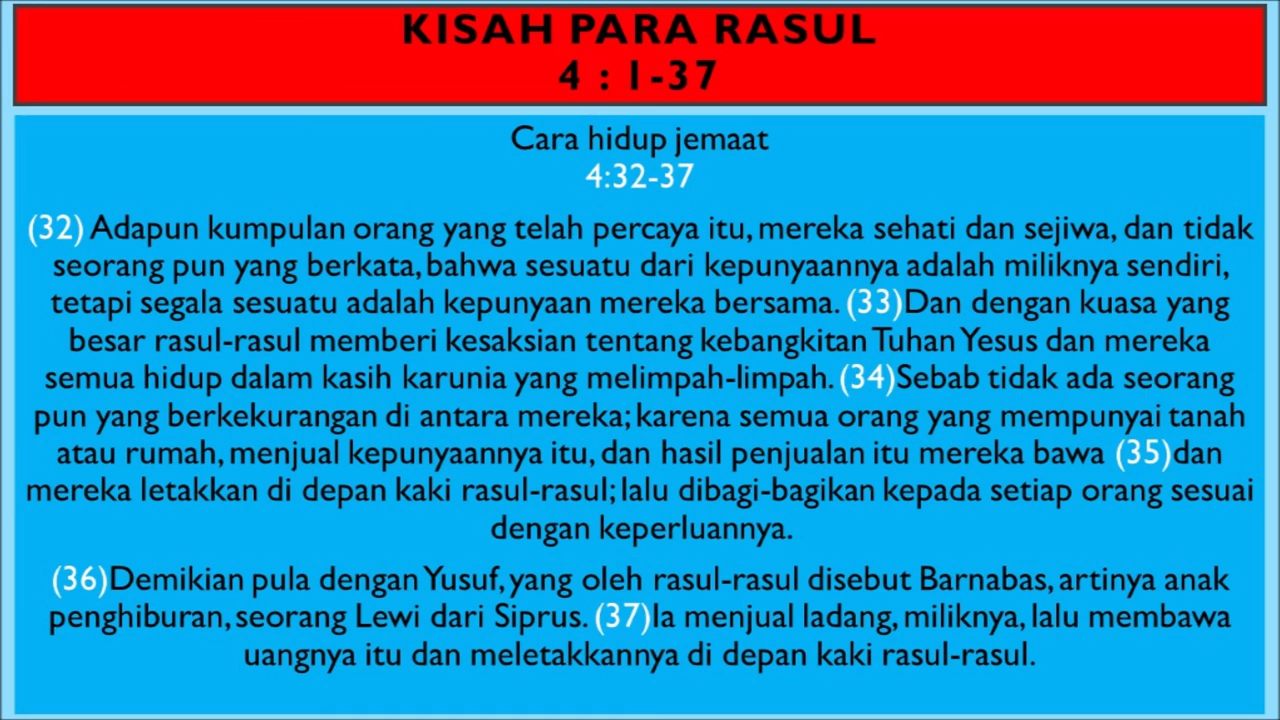 KISAH PARA RASUL
4 : 1-37
Cara hidup jemaat
4:32-37
(32) Adapun kumpulan orang yang telah percaya itu, mereka sehati dan sejiwa, dan tidak
seorang pun yang berkata, bahwa sesuatu dari kepunyaannya adalah miliknya sendiri,
tetapi segala sesuatu adalah kepunyaan mereka bersama. (33)Dan dengan kuasa yang
besar rasul-rasul memberi kesaksian tentang kebangkitan Tuhan Yesus dan mereka
semua hidup dalam kasih karunia yang melimpah-limpah. (34)Sebab tidak ada seorang
pun yang berkekurangan di antara mereka; karena semua orang yang mempunyai tanah
atau rumah, menjual kepunyaannya itu, dan hasil penjualan itu mereka bawa (35)dan
mereka letakkan di depan kaki rasul-rasul; lalu dibagi-bagikan kepada setiap orang sesuai
dengan keperluannya.
(36)Demikian pula dengan Yusuf, yang oleh rasul-rasul disebut Barnabas, artinya anak
penghiburan, seorang Lewi dari Siprus. (37)Ia menjual ladang, miliknya, lalu membawa
uangnya itu dan meletakkannya di depan kaki rasul-rasul.